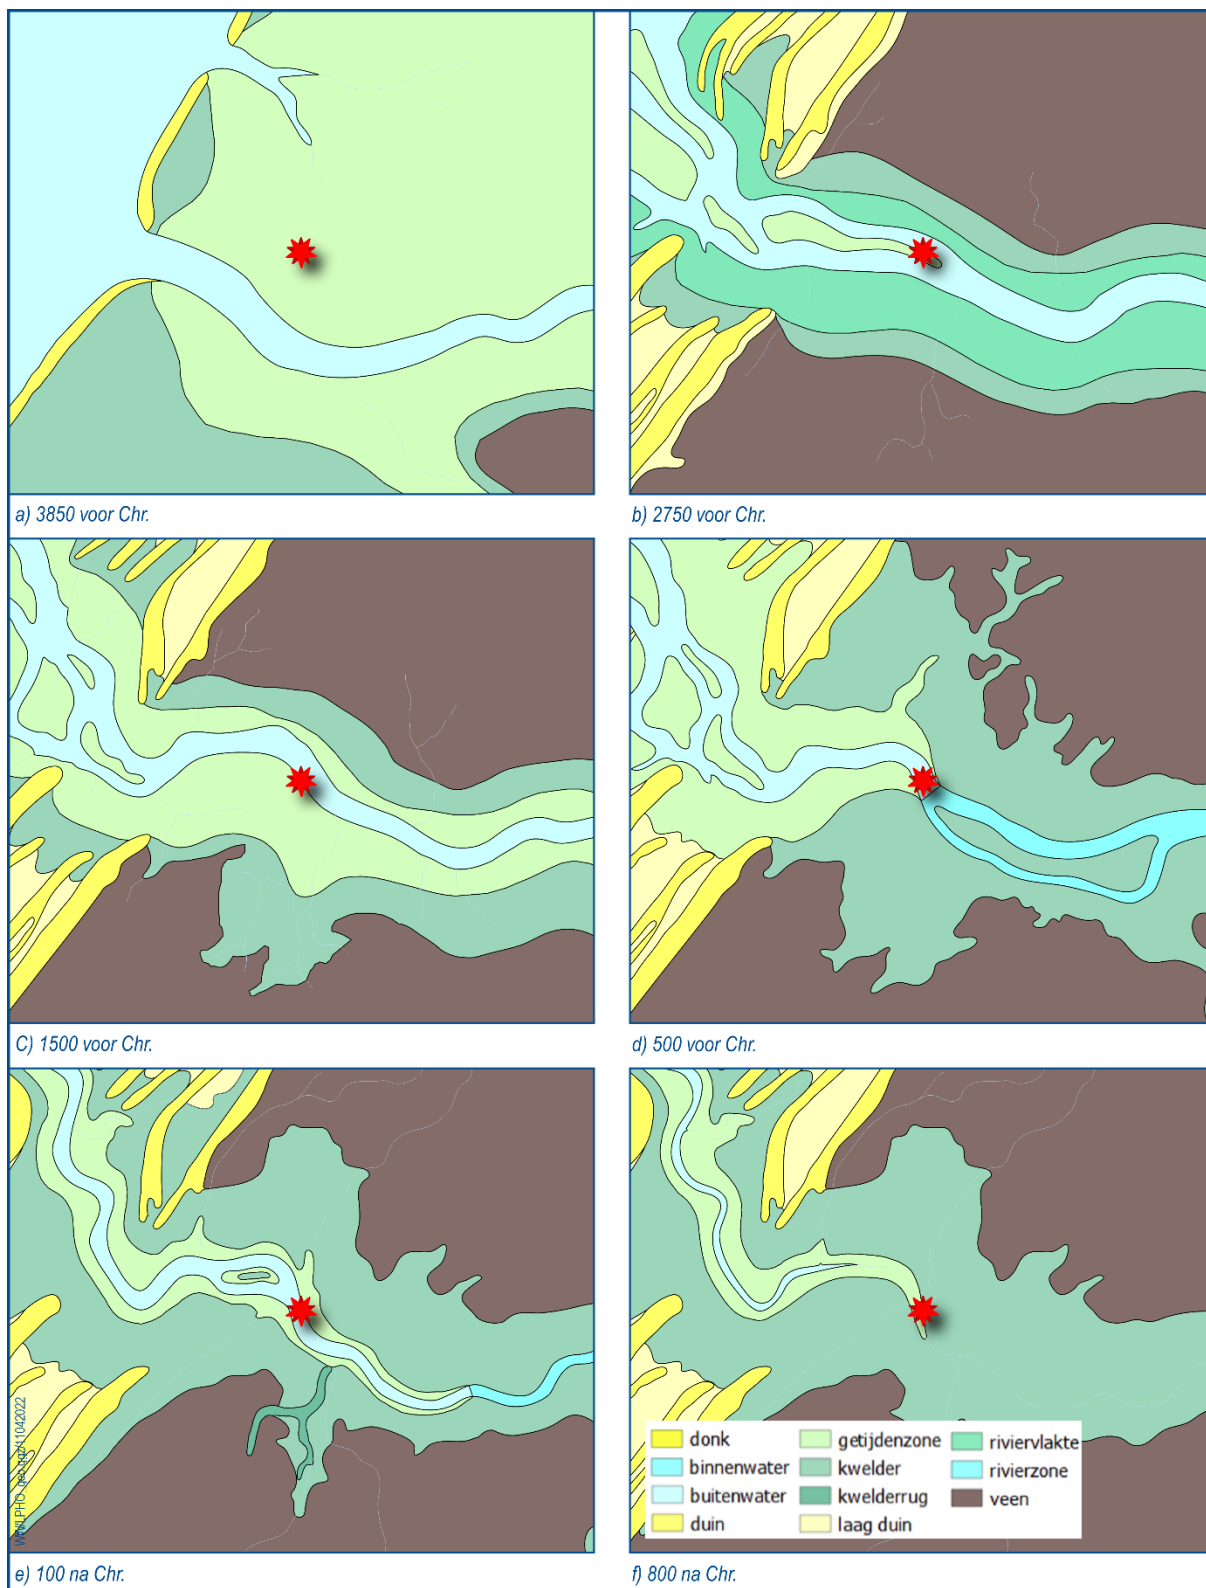 a) 3850 voor Chr.
b) 2750 voor Chr.
C) 1500 voor Chr.
d) 500 voor Chr.
donk
binnenwater
buitenwater
duin
getijdenzone
kwelder
kwelderrug
laag duin
riviervlakte
rivierzone
veen
e) 100 na Chr.
f) 800 na Chr.